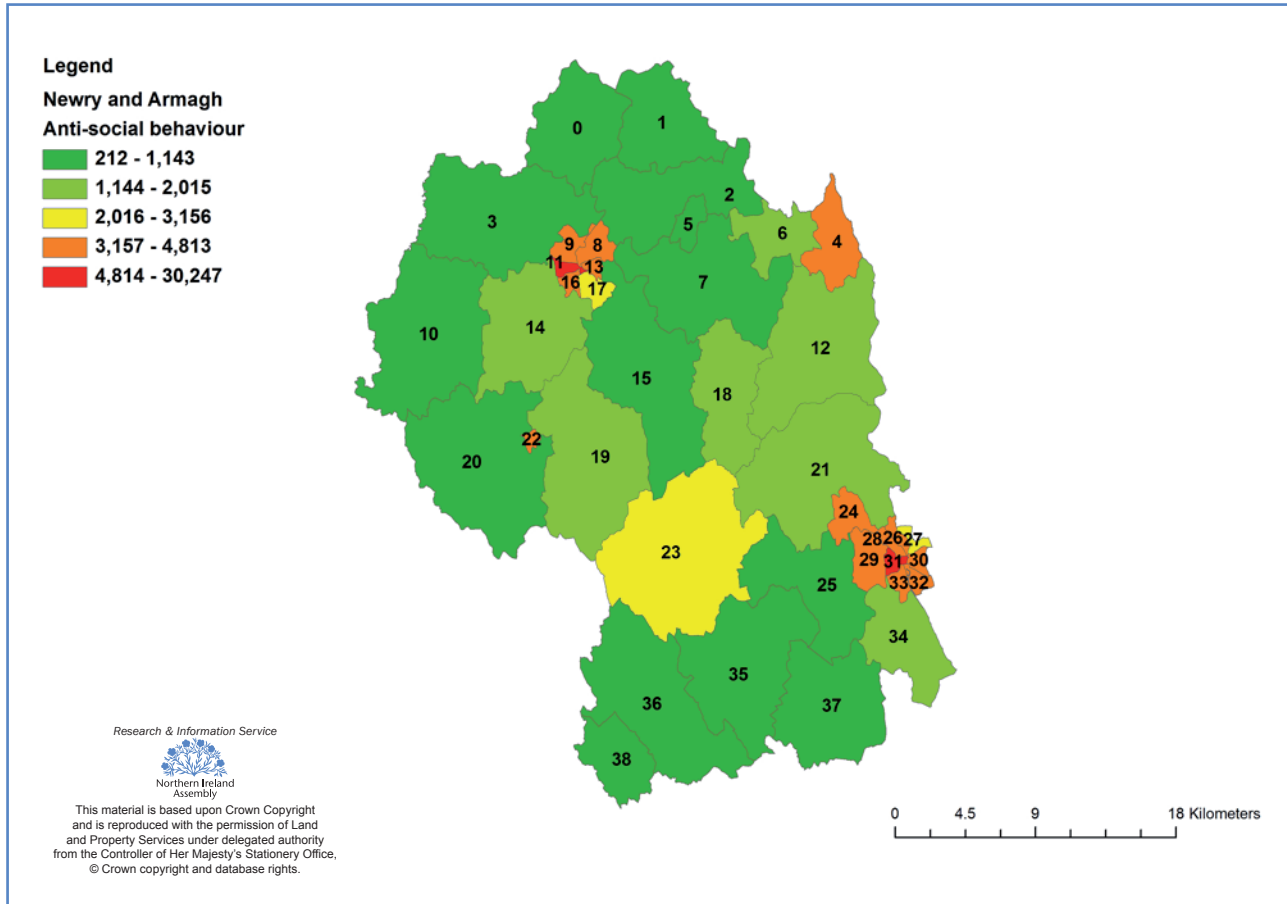 Legend
Newry and Armagh
Anti-social behaviour
212 - 1,143
1,144 - 2,015
2,016 - 3,156
3,157 - 4,813
4,814 - 30,247
0
1
2
3
4
5
6
7
8
9
10
11
12
13
14
15
16
17
18
19
20
21
22
23
24
25
26
27
28
29
30
31
32
33
34
35
36
37
38
Research & Information Service
Northern Ireland
Assembly
This material is based upon Crown Copyright
and is reproduced with the permission of Land
and Property Services under delegated authority
from the Controller of Her Majesty's Stationery Office,
© Crown copyright and database rights.
0 4.5 9 18 Kilometers